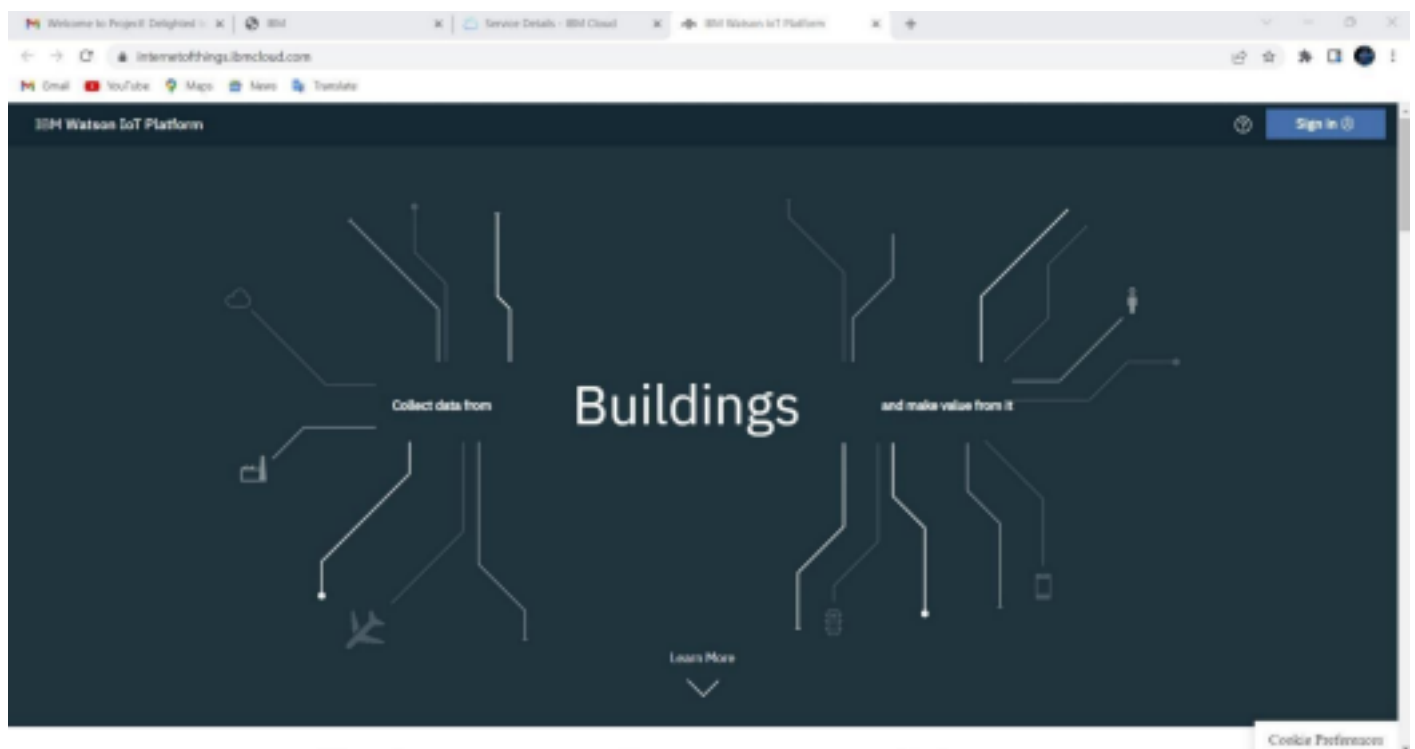 Welcome to Project Delighted
IBM
Service Details - IBM Cloud
IBM Watson IoT Platform
internetofthings.ibmcloud.com
Gmail
YouTube
Maps
News
Translate
IBM Watson IoT Platform
Sign in
Collect data from
Buildings
and make value from it
Learn More
Cookie Preferences